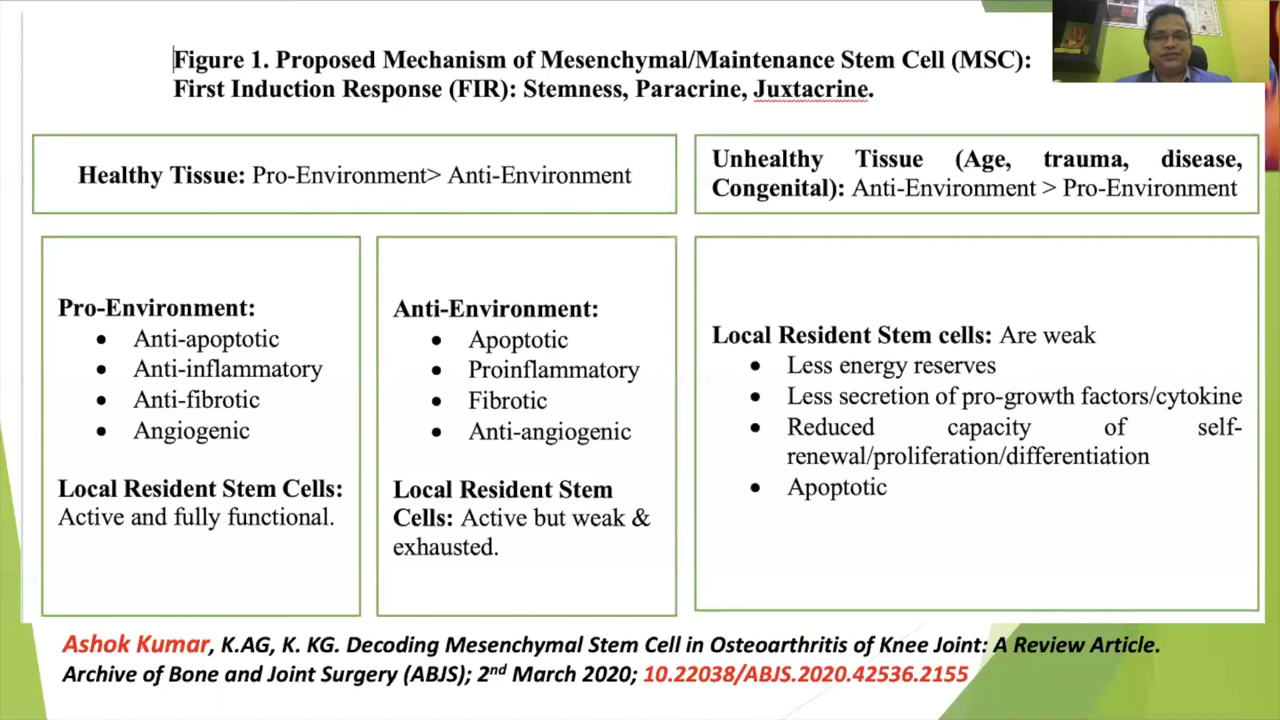 Figure 1. Proposed Mechanism of Mesenchymal/Maintenance Stem Cell (MSC):
First Induction Response (FIR): Stemness, Paracrine, Juxtacrine.
Healthy Tissue: Pro-Environment> Anti-Environment
Unhealthy Tissue (Age, trauma, disease,
Congenital): Anti-Environment > Pro-Environment
Pro-Environment:
• Anti-apoptotic
• Anti-inflammatory
• Anti-fibrotic
• Angiogenic
Local Resident Stem Cells:
Active and fully functional.
Anti-Environment:
• Apoptotic
• Proinflammatory
• Fibrotic
• Anti-angiogenic
Local Resident Stem
Cells: Active but weak &
exhausted.
Local Resident Stem cells: Are weak
• Less energy reserves
• Less secretion of pro-growth factors/cytokine
• Reduced capacity of self-
renewal/proliferation/differentiation
• Apoptotic
Ashok Kumar, K.AG, K. KG. Decoding Mesenchymal Stem Cell in Osteoarthritis of Knee Joint: A Review Article.
Archive of Bone and Joint Surgery (ABJS); 2nd March 2020; 10.22038/ABJS.2020.42536.2155